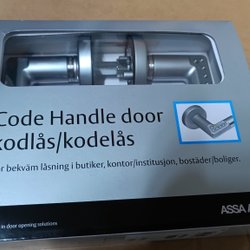 Code Handle door
kodlås/kodelås
r bekväm låsning i butiker, kontor/institusjon, bostäder/boliger.
ASSA A
in door opening solutions